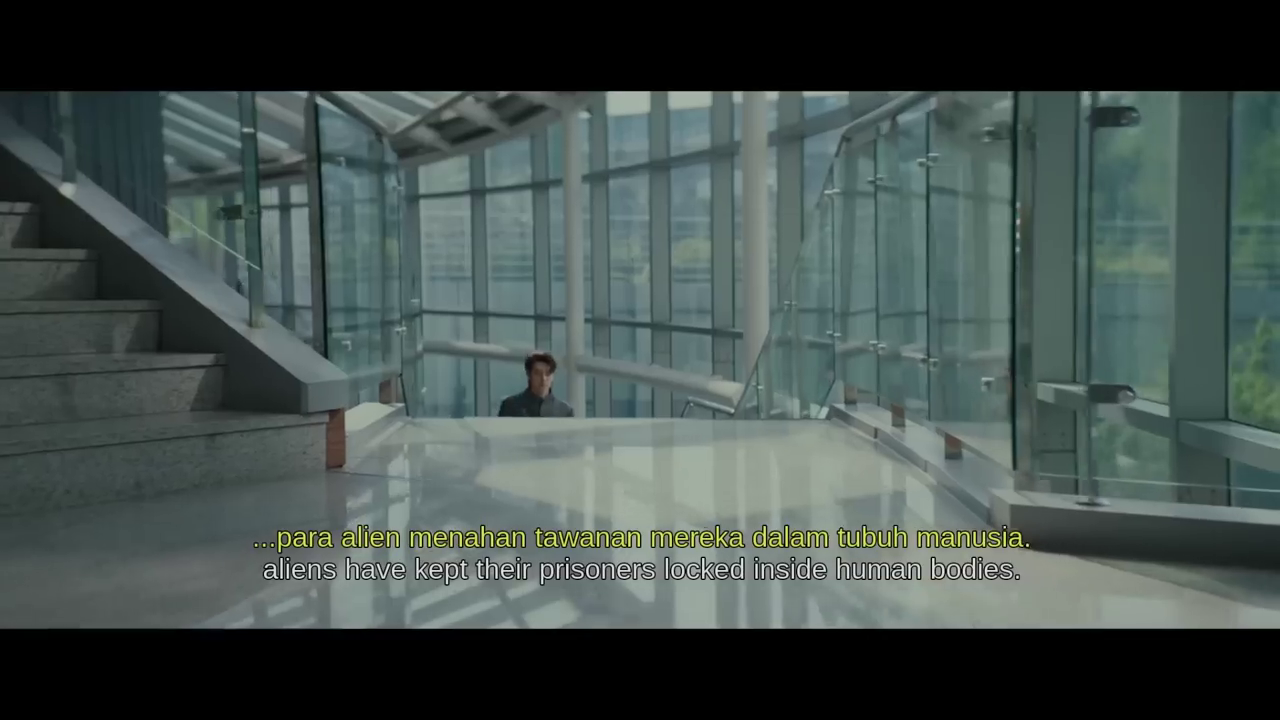 ...para alien menahan tawanan mereka dalam tubuh manusia.
aliens have kept their prisoners locked inside human bodies.